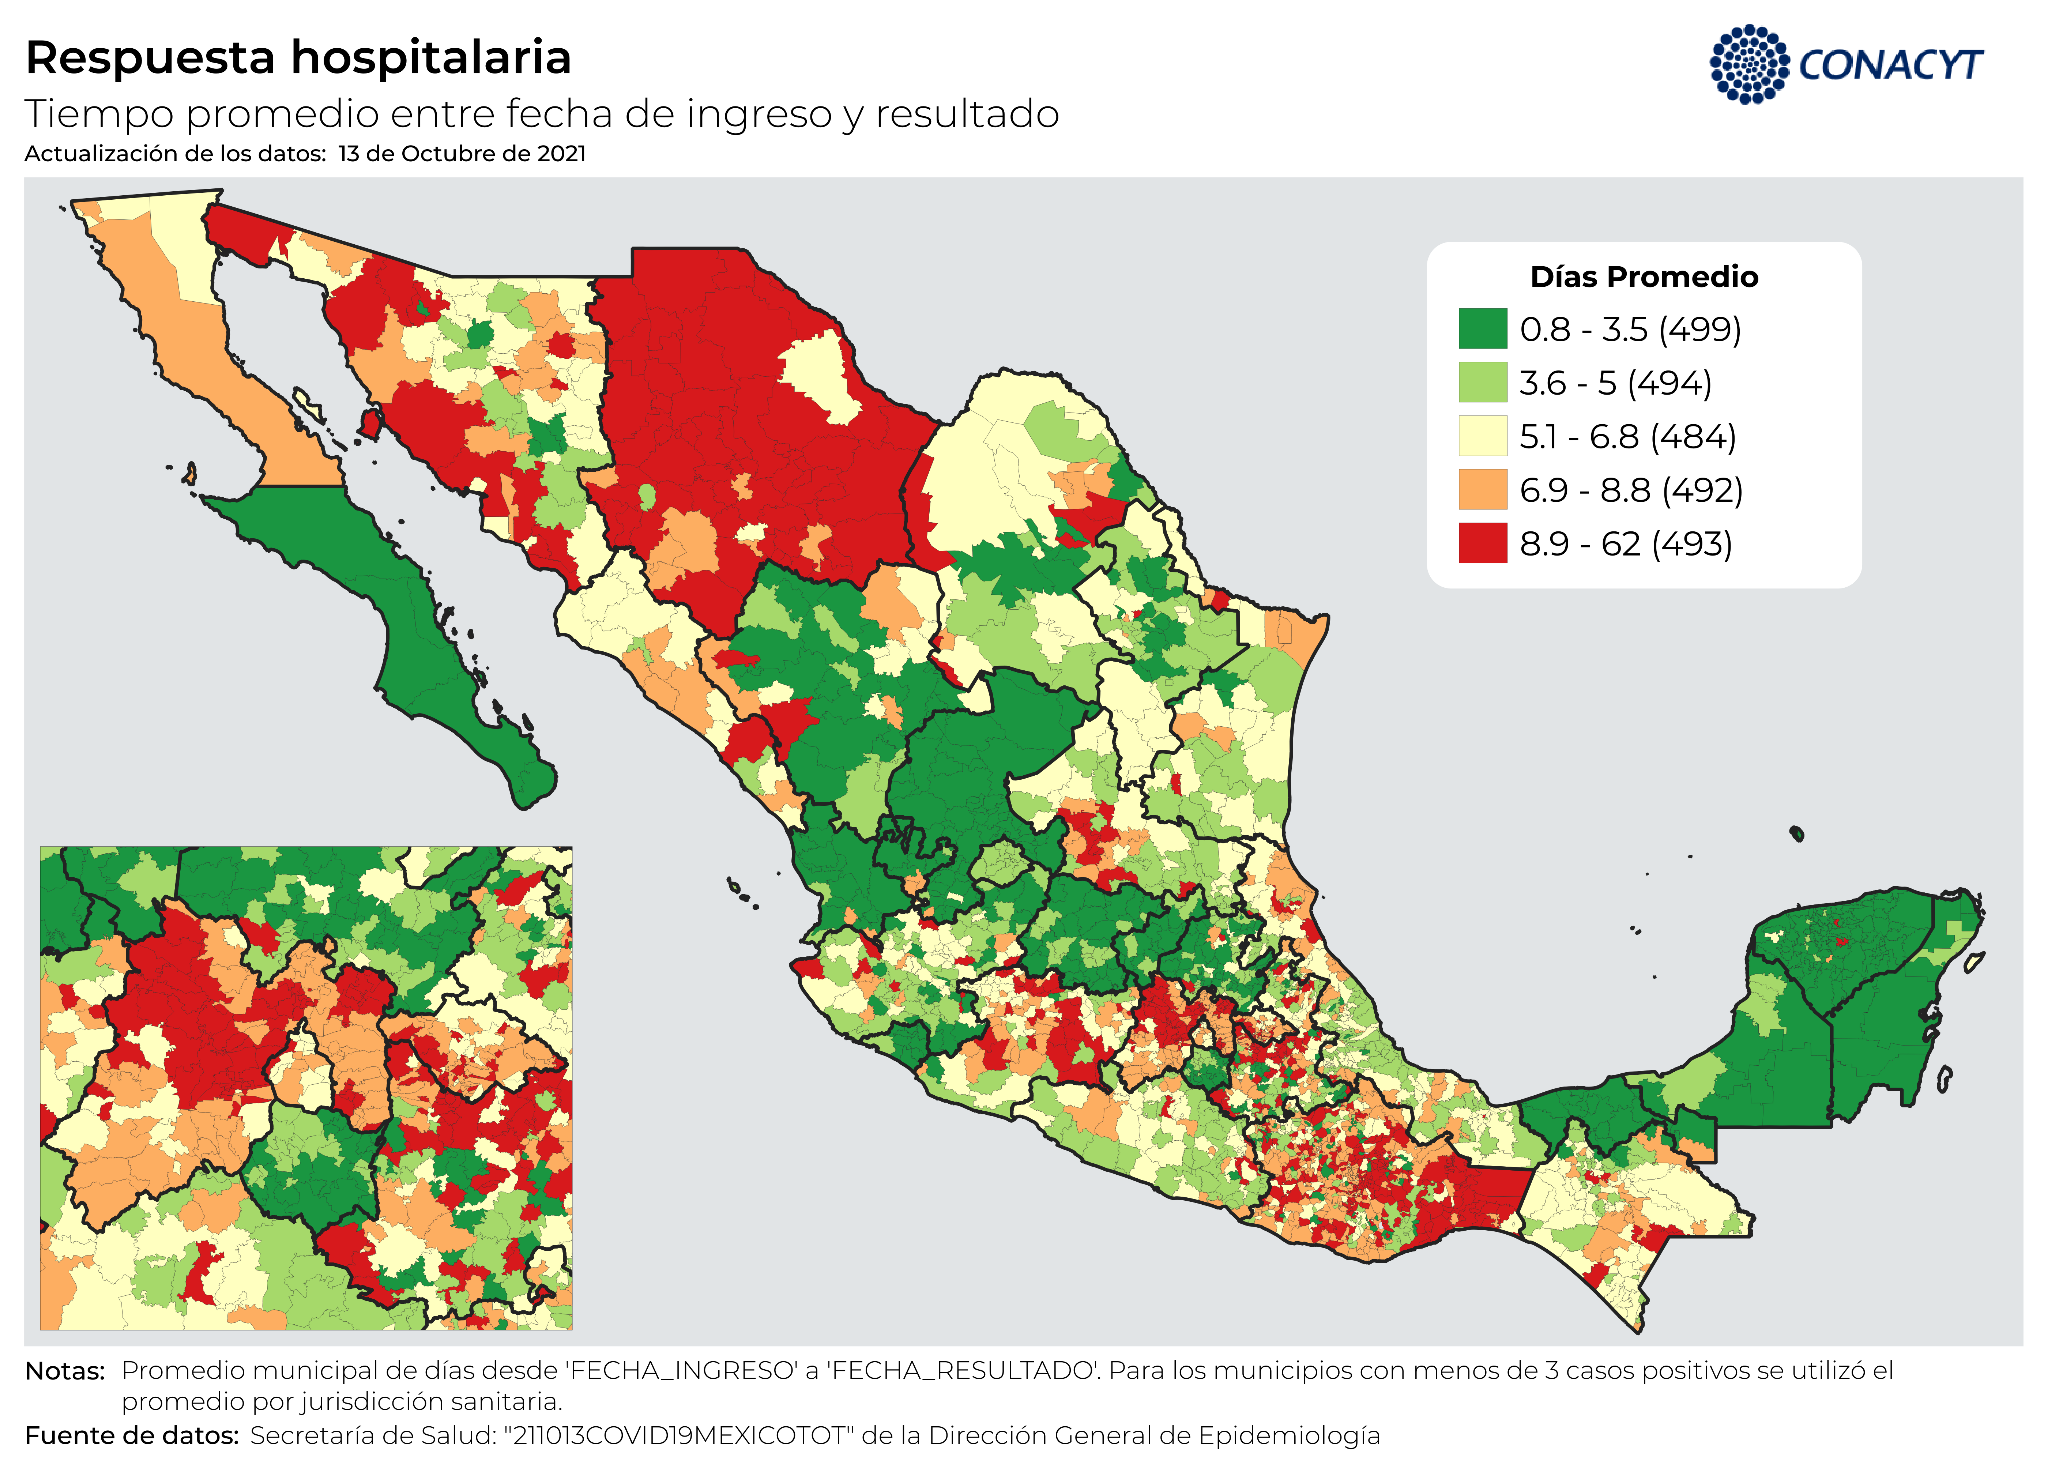 Respuesta hospitalaria
Tiempo promedio entre fecha de ingreso y resultado
Actualización de los datos: 13 de Octubre de 2021
CONACYT
Días Promedio
0.8 - 3.5 (499)
3.6 - 5 (494)
5.1 - 6.8 (484)
6.9 - 8.8 (492)
8.9 - 62 (493)
Notas: Promedio municipal de días desde 'FECHA_INGRESO' a 'FECHA_RESULTADO'. Para los municipios con menos de 3 casos positivos se utilizó el
promedio por jurisdicción sanitaria.
Fuente de datos: Secretaría de Salud: "211013COVID19MEXICOTOT" de la Dirección General de Epidemiología